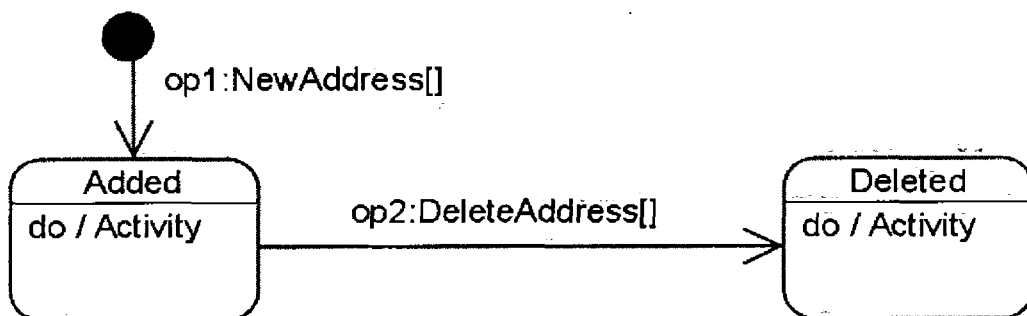 op1:NewAddress[]
Added
do / Activity
op2:DeleteAddress[]
Deleted
do / Activity